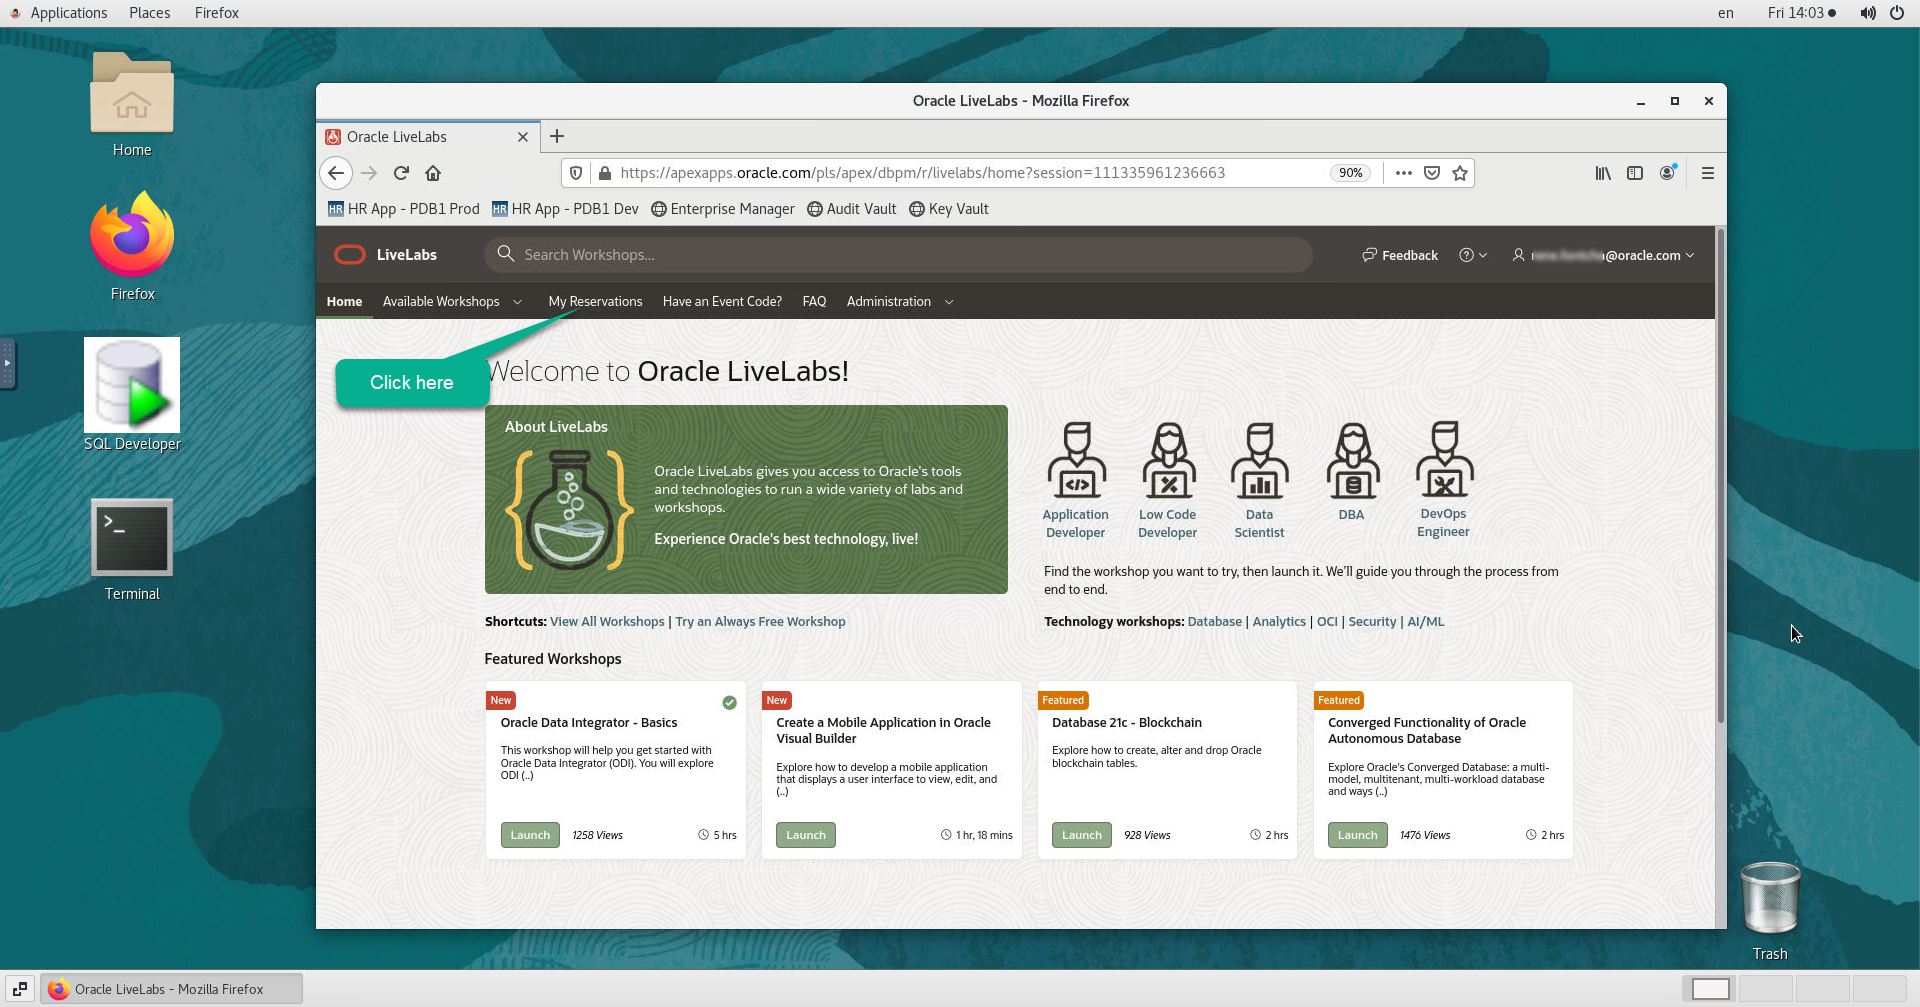 Applications Places Firefox
en Fri 14:03
Home
Firefox
SQL Developer
Terminal
Oracle LiveLabs - Mozilla Firefox
Oracle LiveLabs
https://apexapps.oracle.com/pls/apex/dbpm/r/livelabs/home?session=111335961236663 90%
HR HR App - PDB1 Prod HR HR App - PDB1 Dev Enterprise Manager Audit Vault Key Vault
LiveLabs Search Workshops... Feedback @oracle.com
Home Available Workshops My Reservations Have an Event Code? FAQ Administration
Click here
Welcome to Oracle LiveLabs!
About LiveLabs
Oracle LiveLabs gives you access to Oracle's tools
and technologies to run a wide variety of labs and
workshops.
Experience Oracle's best technology, live!
Application
Developer
Low Code
Developer
Data
Scientist
DBA
DevOps
Engineer
Find the workshop you want to try, then launch it. We'll guide you through the process from
end to end.
Shortcuts: View All Workshops | Try an Always Free Workshop
Technology workshops: Database | Analytics | OCI | Security | AI/ML
Featured Workshops
New
Oracle Data Integrator - Basics
This workshop will help you get started with
Oracle Data Integrator (ODI). You will explore
ODI (..)
Launch 1258 Views 5 hrs
New
Create a Mobile Application in Oracle
Visual Builder
Explore how to develop a mobile application
that displays a user interface to view, edit, and
(..)
Launch 1 hr, 18 mins
Featured
Database 21c - Blockchain
Explore how to create, alter and drop Oracle
blockchain tables.
Launch 928 Views 2 hrs
Featured
Converged Functionality of Oracle
Autonomous Database
Explore Oracle's Converged Database: a multi-
model, multitenant, multi-workload database
and ways (..)
Launch 1476 Views 2 hrs
Trash
Oracle LiveLabs - Mozilla Firefox